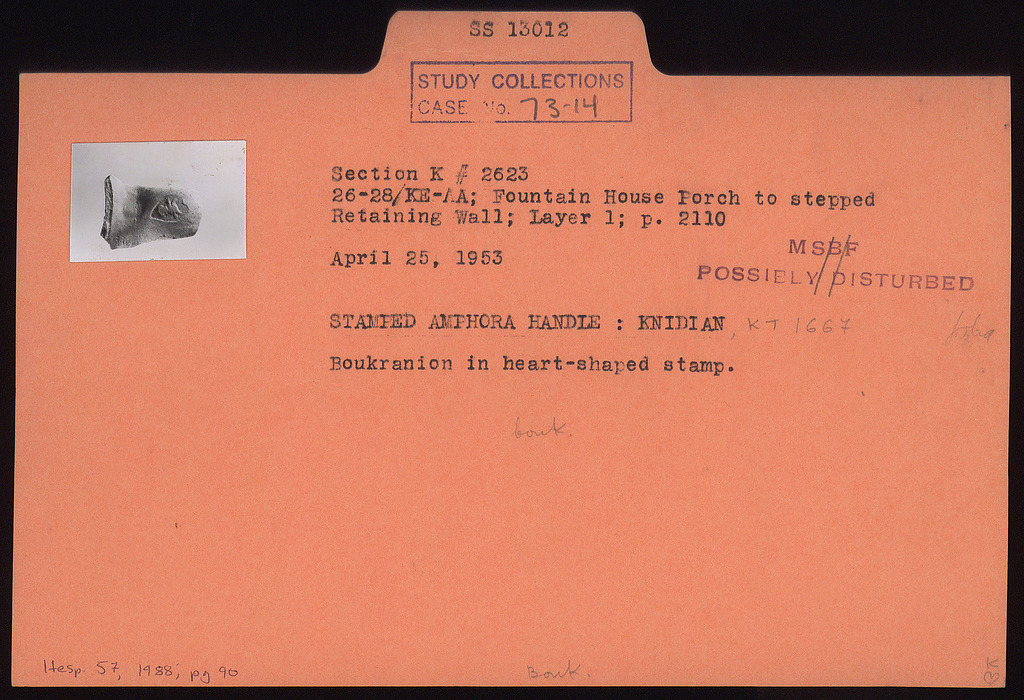 SS 13012
STUDY COLLECTIONS
CASE No. 73-14
Section K # 2623
26-28/KE-ΛA; Fountain House Porch to stepped
Retaining Wall; Layer 1; p. 2110
April 25, 1953
MSBF
POSSIBLY DISTURBED
STAMPED AMPHORA HANDLE : KNIDIAN, KT 1667
Boukranion in heart-shaped stamp.
bouk.
Hesp. 57, 1988; pg 90
Bouk.
BK